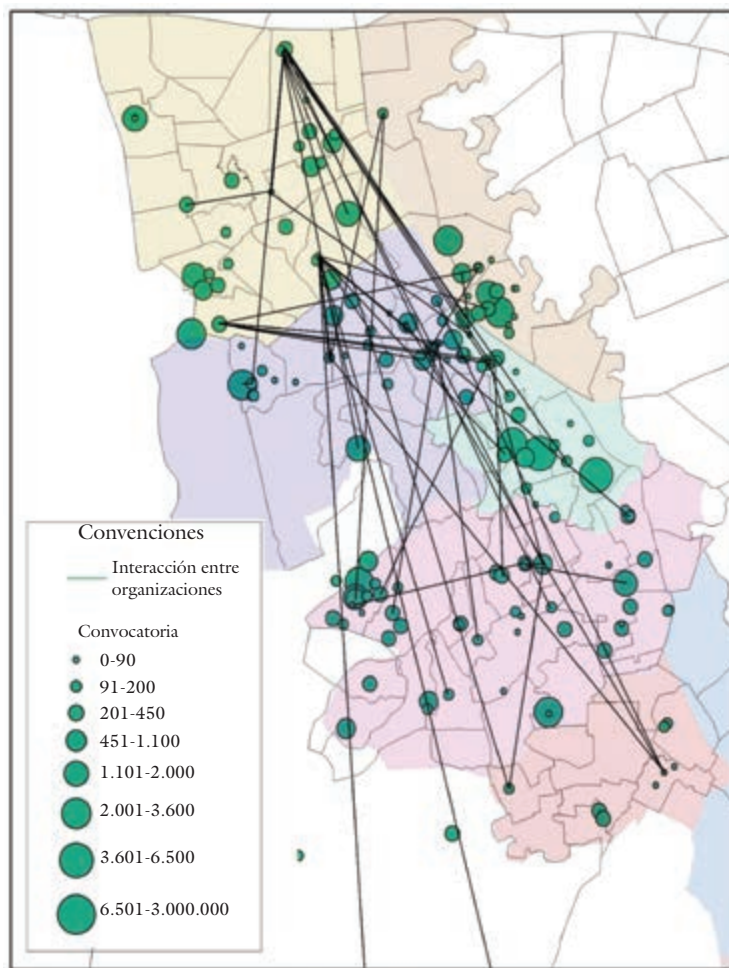 Convenciones
Interacción entre
organizaciones
Convocatoria
0-90
91-200
201-450
451-1.100
1.101-2.000
2.001-3.600
3.601-6.500
6.501-3.000.000